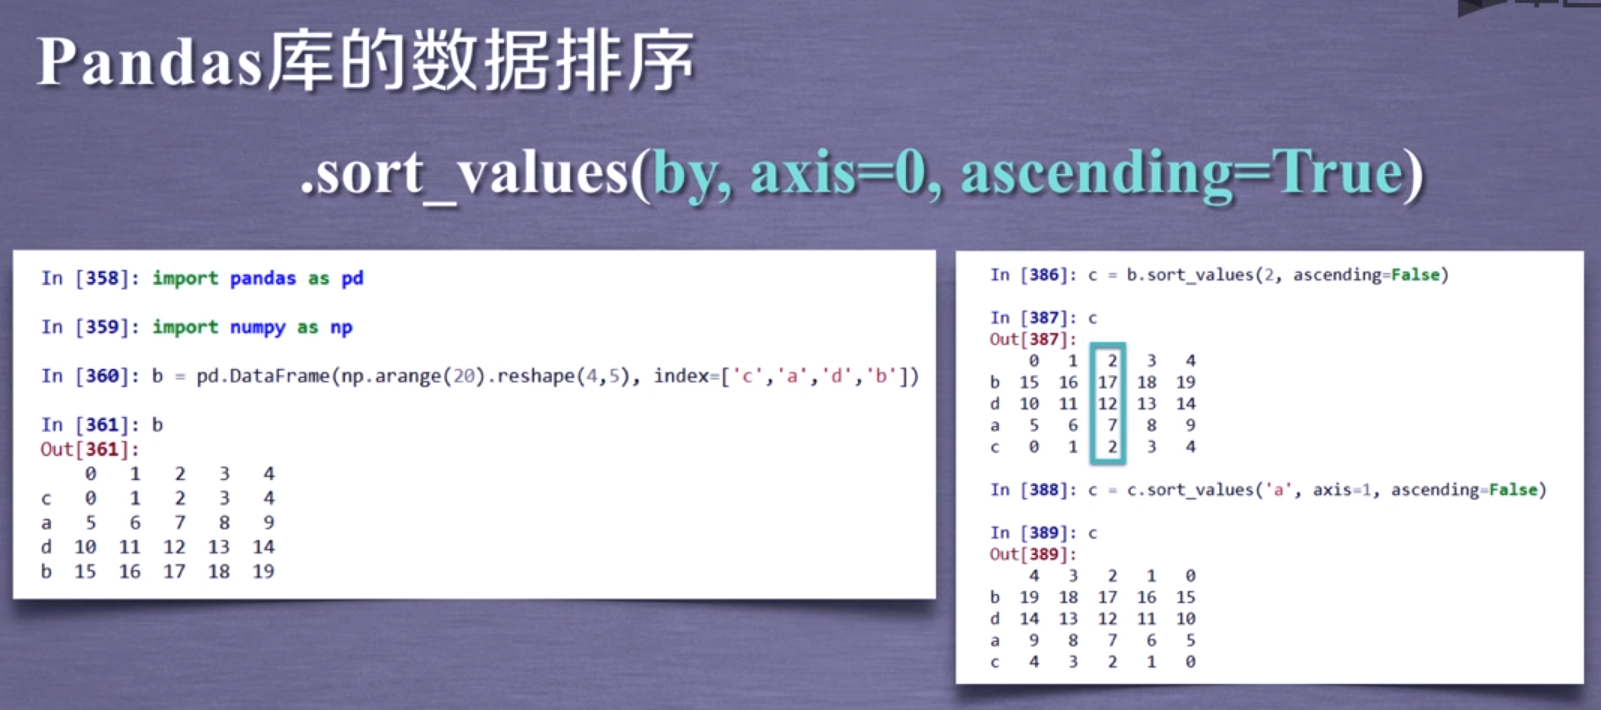 Pandas库的数据排序
.sort_values(by, axis=0, ascending=True)
In [358]: import pandas as pd
In [359]: import numpy as np
In [360]: b = pd.DataFrame(np.arange(20).reshape(4,5), index=['c','a','d','b'])
In [361]: b
Out[361]:
0 1 2 3 4
c 0 1 2 3 4
a 5 6 7 8 9
d 10 11 12 13 14
b 15 16 17 18 19
In [386]: c = b.sort_values(2, ascending=False)
In [387]: c
Out[387]:
0 1 2 3 4
b 15 16 17 18 19
d 10 11 12 13 14
a 5 6 7 8 9
c 0 1 2 3 4
In [388]: c = c.sort_values('a', axis=1, ascending=False)
In [389]: c
Out[389]:
4 3 2 1 0
b 19 18 17 16 15
d 14 13 12 11 10
a 9 8 7 6 5
c 4 3 2 1 0